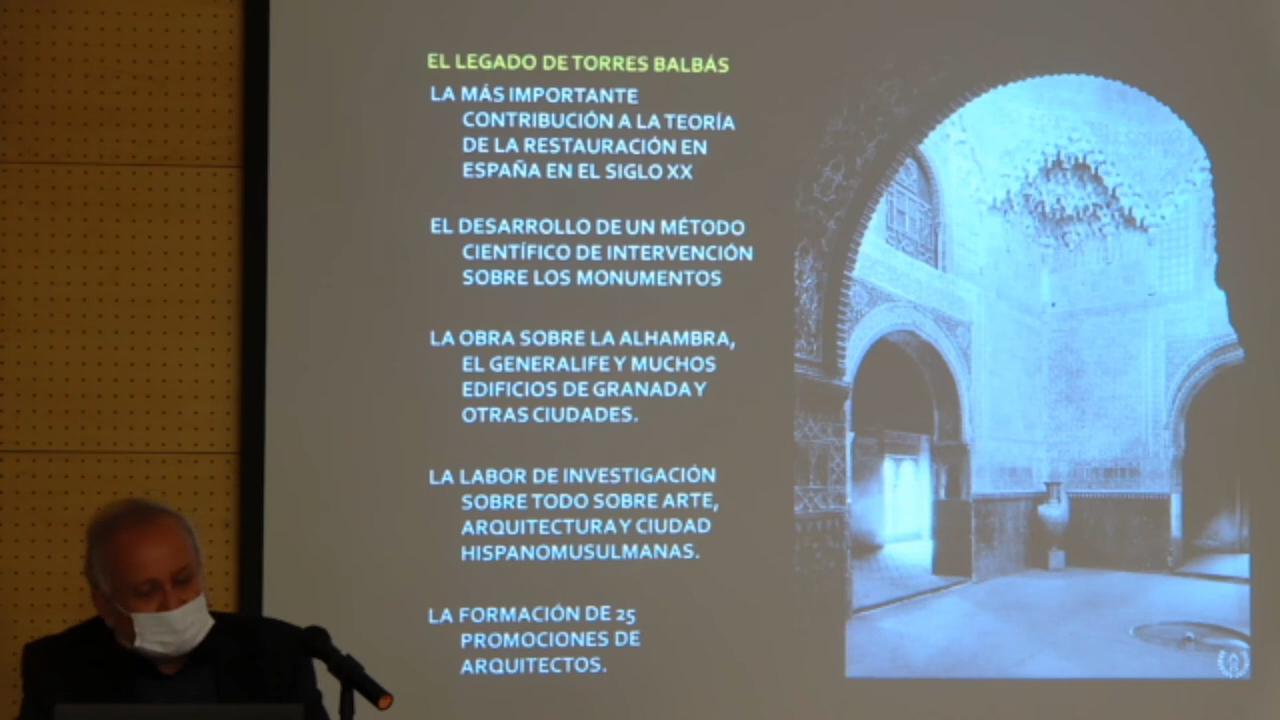 EL LEGADO DE TORRES BALBÁS
LA MÁS IMPORTANTE
CONTRIBUCIÓN A LA TEORÍA
DE LA RESTAURACIÓN EN
ESPAÑA EN EL SIGLO XX
EL DESARROLLO DE UN MÉTODO
CIENTÍFICO DE INTERVENCIÓN
SOBRE LOS MONUMENTOS
LA OBRA SOBRE LA ALHAMBRA,
EL GENERALIFE Y MUCHOS
EDIFICIOS DE GRANADA Y
OTRAS CIUDADES.
LA LABOR DE INVESTIGACIÓN
SOBRE TODO SOBRE ARTE,
ARQUITECTURA Y CIUDAD
HISPANOMUSULMANAS.
LA FORMACIÓN DE 25
PROMOCIONES DE
ARQUITECTOS.